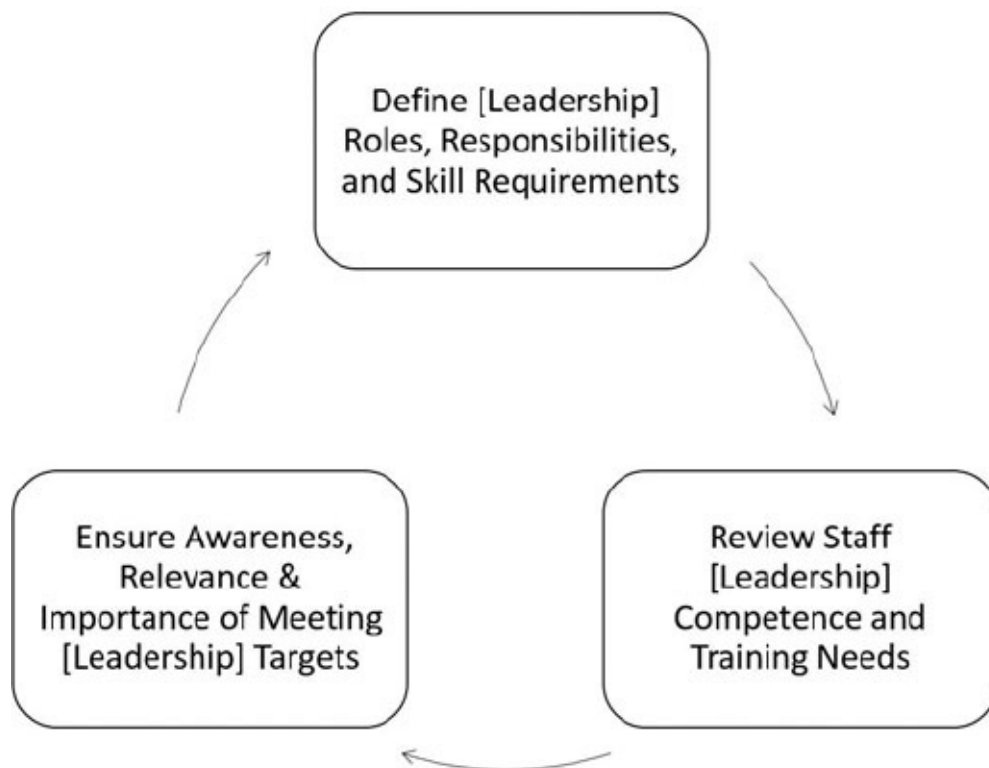 Define [Leadership]
Roles, Responsibilities,
and Skill Requirements
Ensure Awareness,
Relevance &
Importance of Meeting
[Leadership] Targets
Review Staff
[Leadership]
Competence and
Training Needs